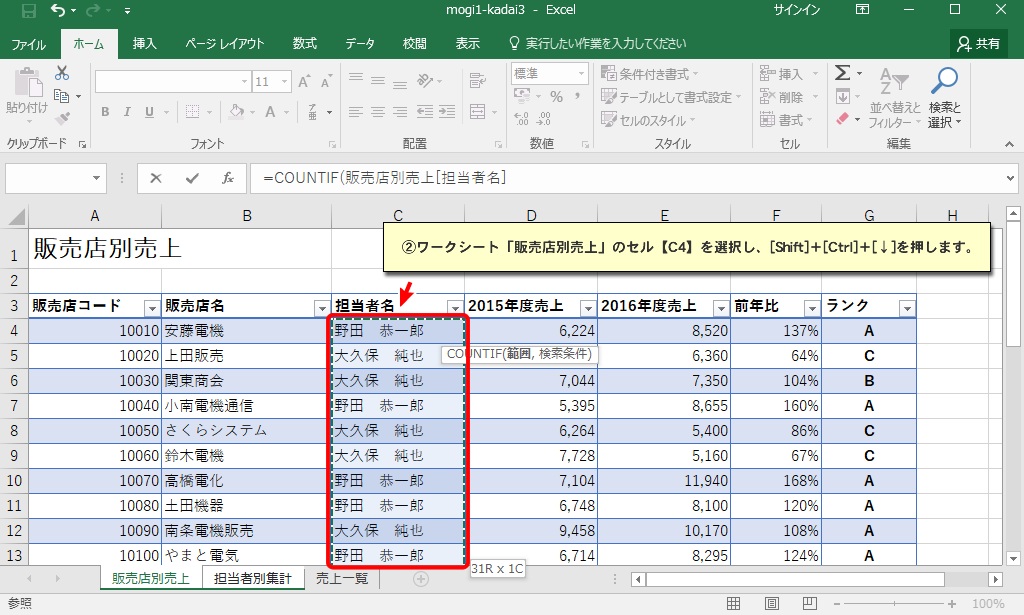 mogi1-kadai3 - Excel
サインイン
ファイル ホーム 挿入 ページ レイアウト 数式 データ 校閲 表示 実行したい作業を入力してください 共有
貼り付け
クリップボード
11
A A
B I U
A
フォント
配置
標準
% ,
数値
条件付き書式
テーブルとして書式設定
セルのスタイル
スタイル
挿入
削除
書式
セル
Σ
並べ替えと
フィルター
検索と
選択
編集
fx =COUNTIF(販売店別売上[担当者名]
A B C D E F G H
②ワークシート「販売店別売上」のセル【C4】を選択し、[Shift]+[Ctrl]+[↓]を押します。
1 販売店別売上
2
3 販売店コード 販売店名 担当者名 2015年度売上 2016年度売上 前年比 ランク
4 10010 安藤電機 野田 恭一郎 6,224 8,520 137% A
5 10020 上田販売 大久保 純也 6,360 64% C
COUNTIF(範囲, 検索条件)
6 10030 関東商会 大久保 純也 7,044 7,350 104% B
7 10040 小南電機通信 野田 恭一郎 5,395 8,655 160% A
8 10050 さくらシステム 大久保 純也 6,264 5,400 86% C
9 10060 鈴木電機 大久保 純也 7,728 5,160 67% C
10 10070 高橋電化 野田 恭一郎 7,104 11,940 168% A
11 10080 土田機器 野田 恭一郎 6,748 8,100 120% A
12 10090 南条電機販売 大久保 純也 9,458 10,170 108% A
13 10100 やまと電気 野田 恭一郎 6,714 8,295 124% A
31R x 1C
販売店別売上 担当者別集計 売上一覧
参照
100%